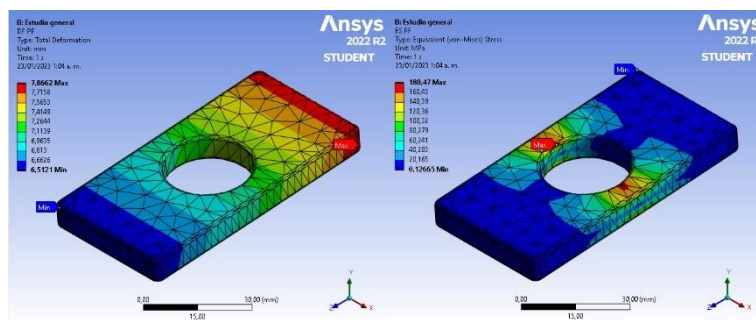 B: Estudio general
DF PF
Type: Total Deformation
Unit: mm
Time: 1 s
23/01/2023 1:04 a. m.
Ansys
2022 R2
STUDENT
7,8662 Max
7,7158
7,5653
7,4149
7,2644
7,1139
6,9635
6,813
6,6626
6,5121 Min
Max
Min
0,00
30,00 (mm)
15,00
Y
Z
X
B: Estudio general
ES PF
Type: Equivalent (von-Mises) Stress
Unit: MPa
Time: 1 s
23/01/2023 1:04 a. m.
Ansys
2022 R2
STUDENT
180,47 Max
160,43
140,39
120,36
100,32
80,279
60,241
40,203
20,165
0,12665 Min
Min
Max
0,00
30,00 (mm)
15,00
Y
Z
X